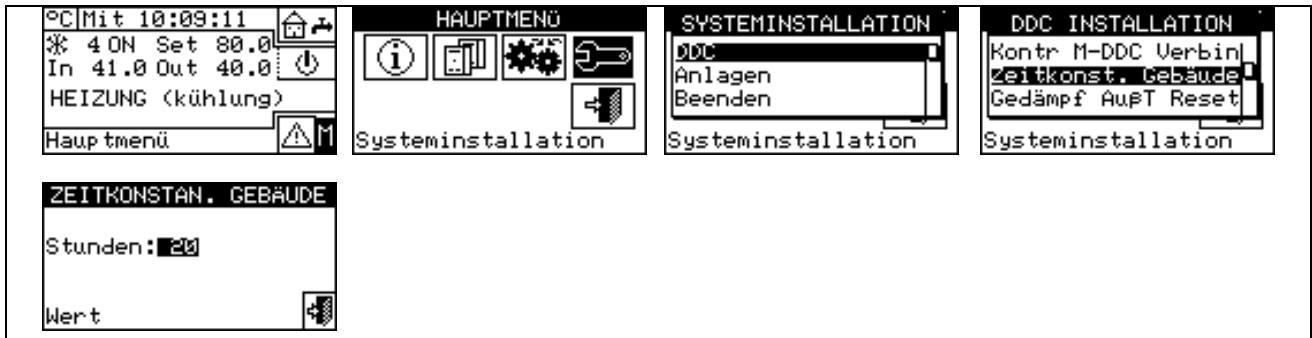 °C Mit 10:09:11
4 ON Set 80.0
In 41.0 Out 40.0
HEIZUNG (kühlung)
Hauptmenü M
HAUPTMENÜ
Systeminstallation
SYSTEMINSTALLATION
DDC
Anlagen
Beenden
Systeminstallation
DDC INSTALLATION
Kontr M-DDC Verbin
Zeitkonst. Gebäude
Gedämpf AußT Reset
Systeminstallation
ZEITKONSTAN. GEBÄUDE
Stunden: 20
Wert